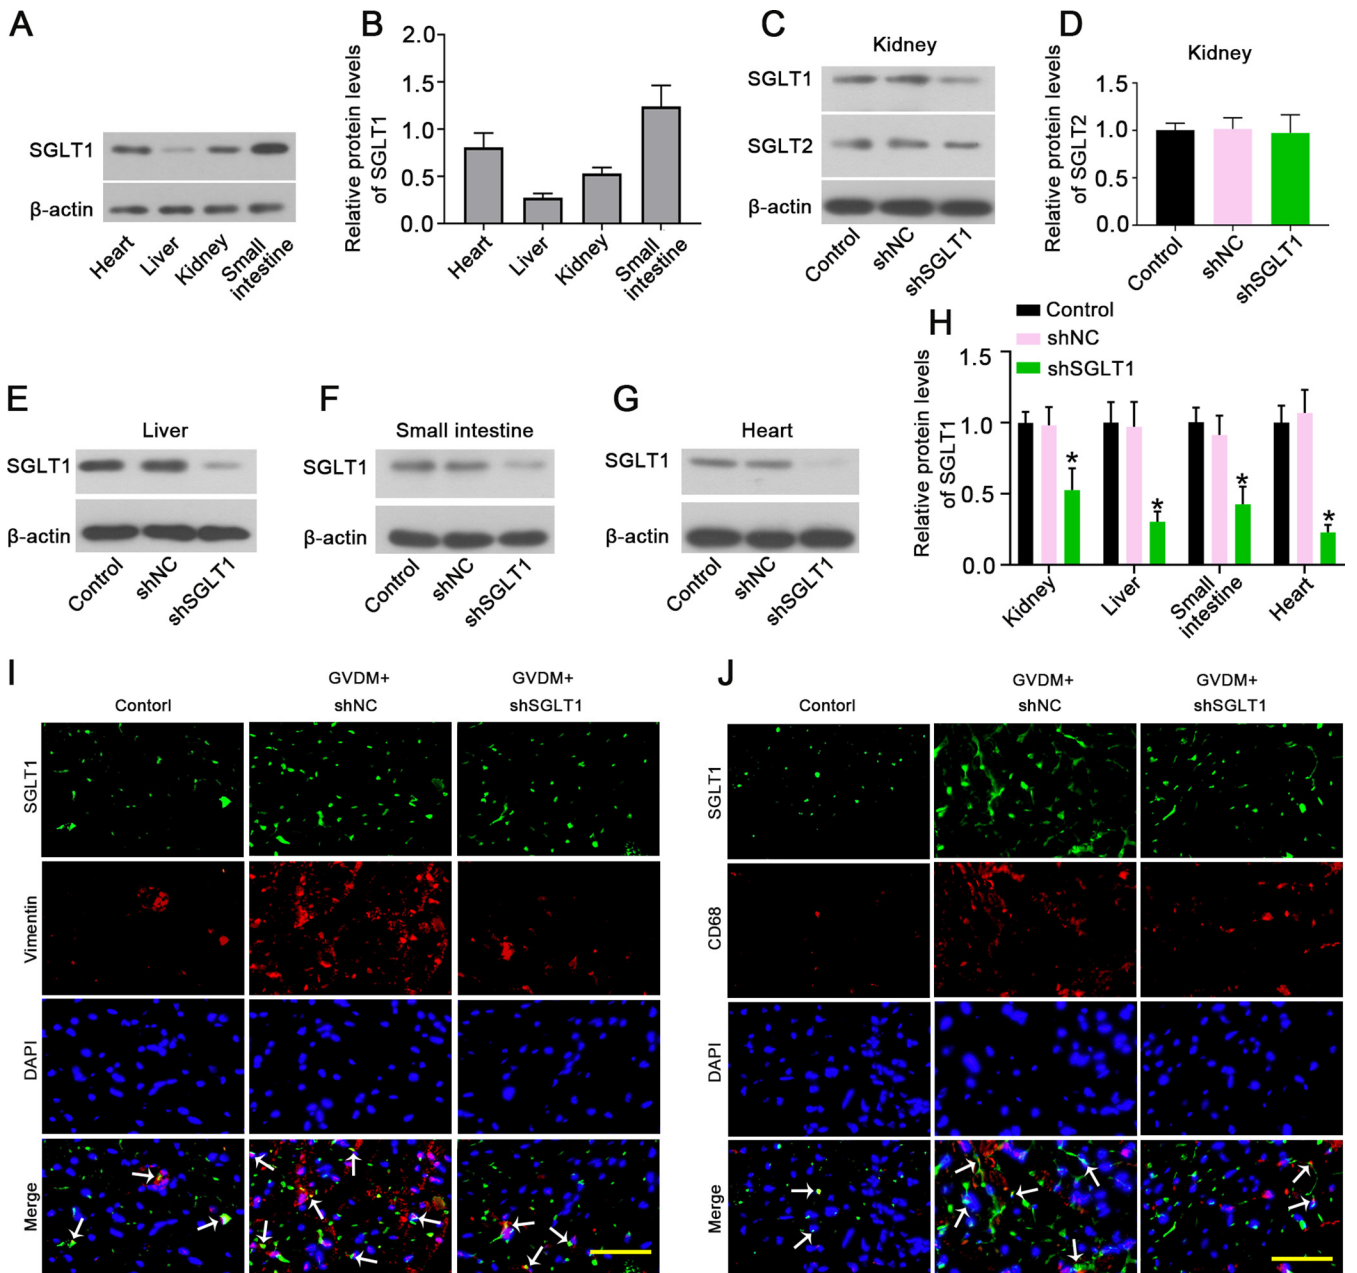 A
SGLT1
β-actin
Heart
Liver
Kidney
Small
intestine
B
Relative protein levels
of SGLT1
2.0
1.5
1.0
0.5
0
Heart
Liver
Kidney
Small
intestine
C
Kidney
SGLT1
SGLT2
β-actin
Control
shNC
shSGLT1
D
Kidney
Relative protein levels
of SGLT2
1.5
1.0
0.5
0.0
Control
shNC
shSGLT1
E
Liver
SGLT1
β-actin
Control
shNC
shSGLT1
F
Small intestine
SGLT1
β-actin
Control
shNC
shSGLT1
G
Heart
SGLT1
β-actin
Control
shNC
shSGLT1
H
Control
shNC
shSGLT1
Relative protein levels
of SGLT1
1.5
1.0
0.5
0.0
*
*
*
*
Kidney
Liver
Small
intestine
Heart
I
Contorl
GVDM+
shNC
GVDM+
shSGLT1
SGLT1
Vimentin
DAPI
Merge
J
Contorl
GVDM+
shNC
GVDM+
shSGLT1
SGLT1
CD68
DAPI
Merge